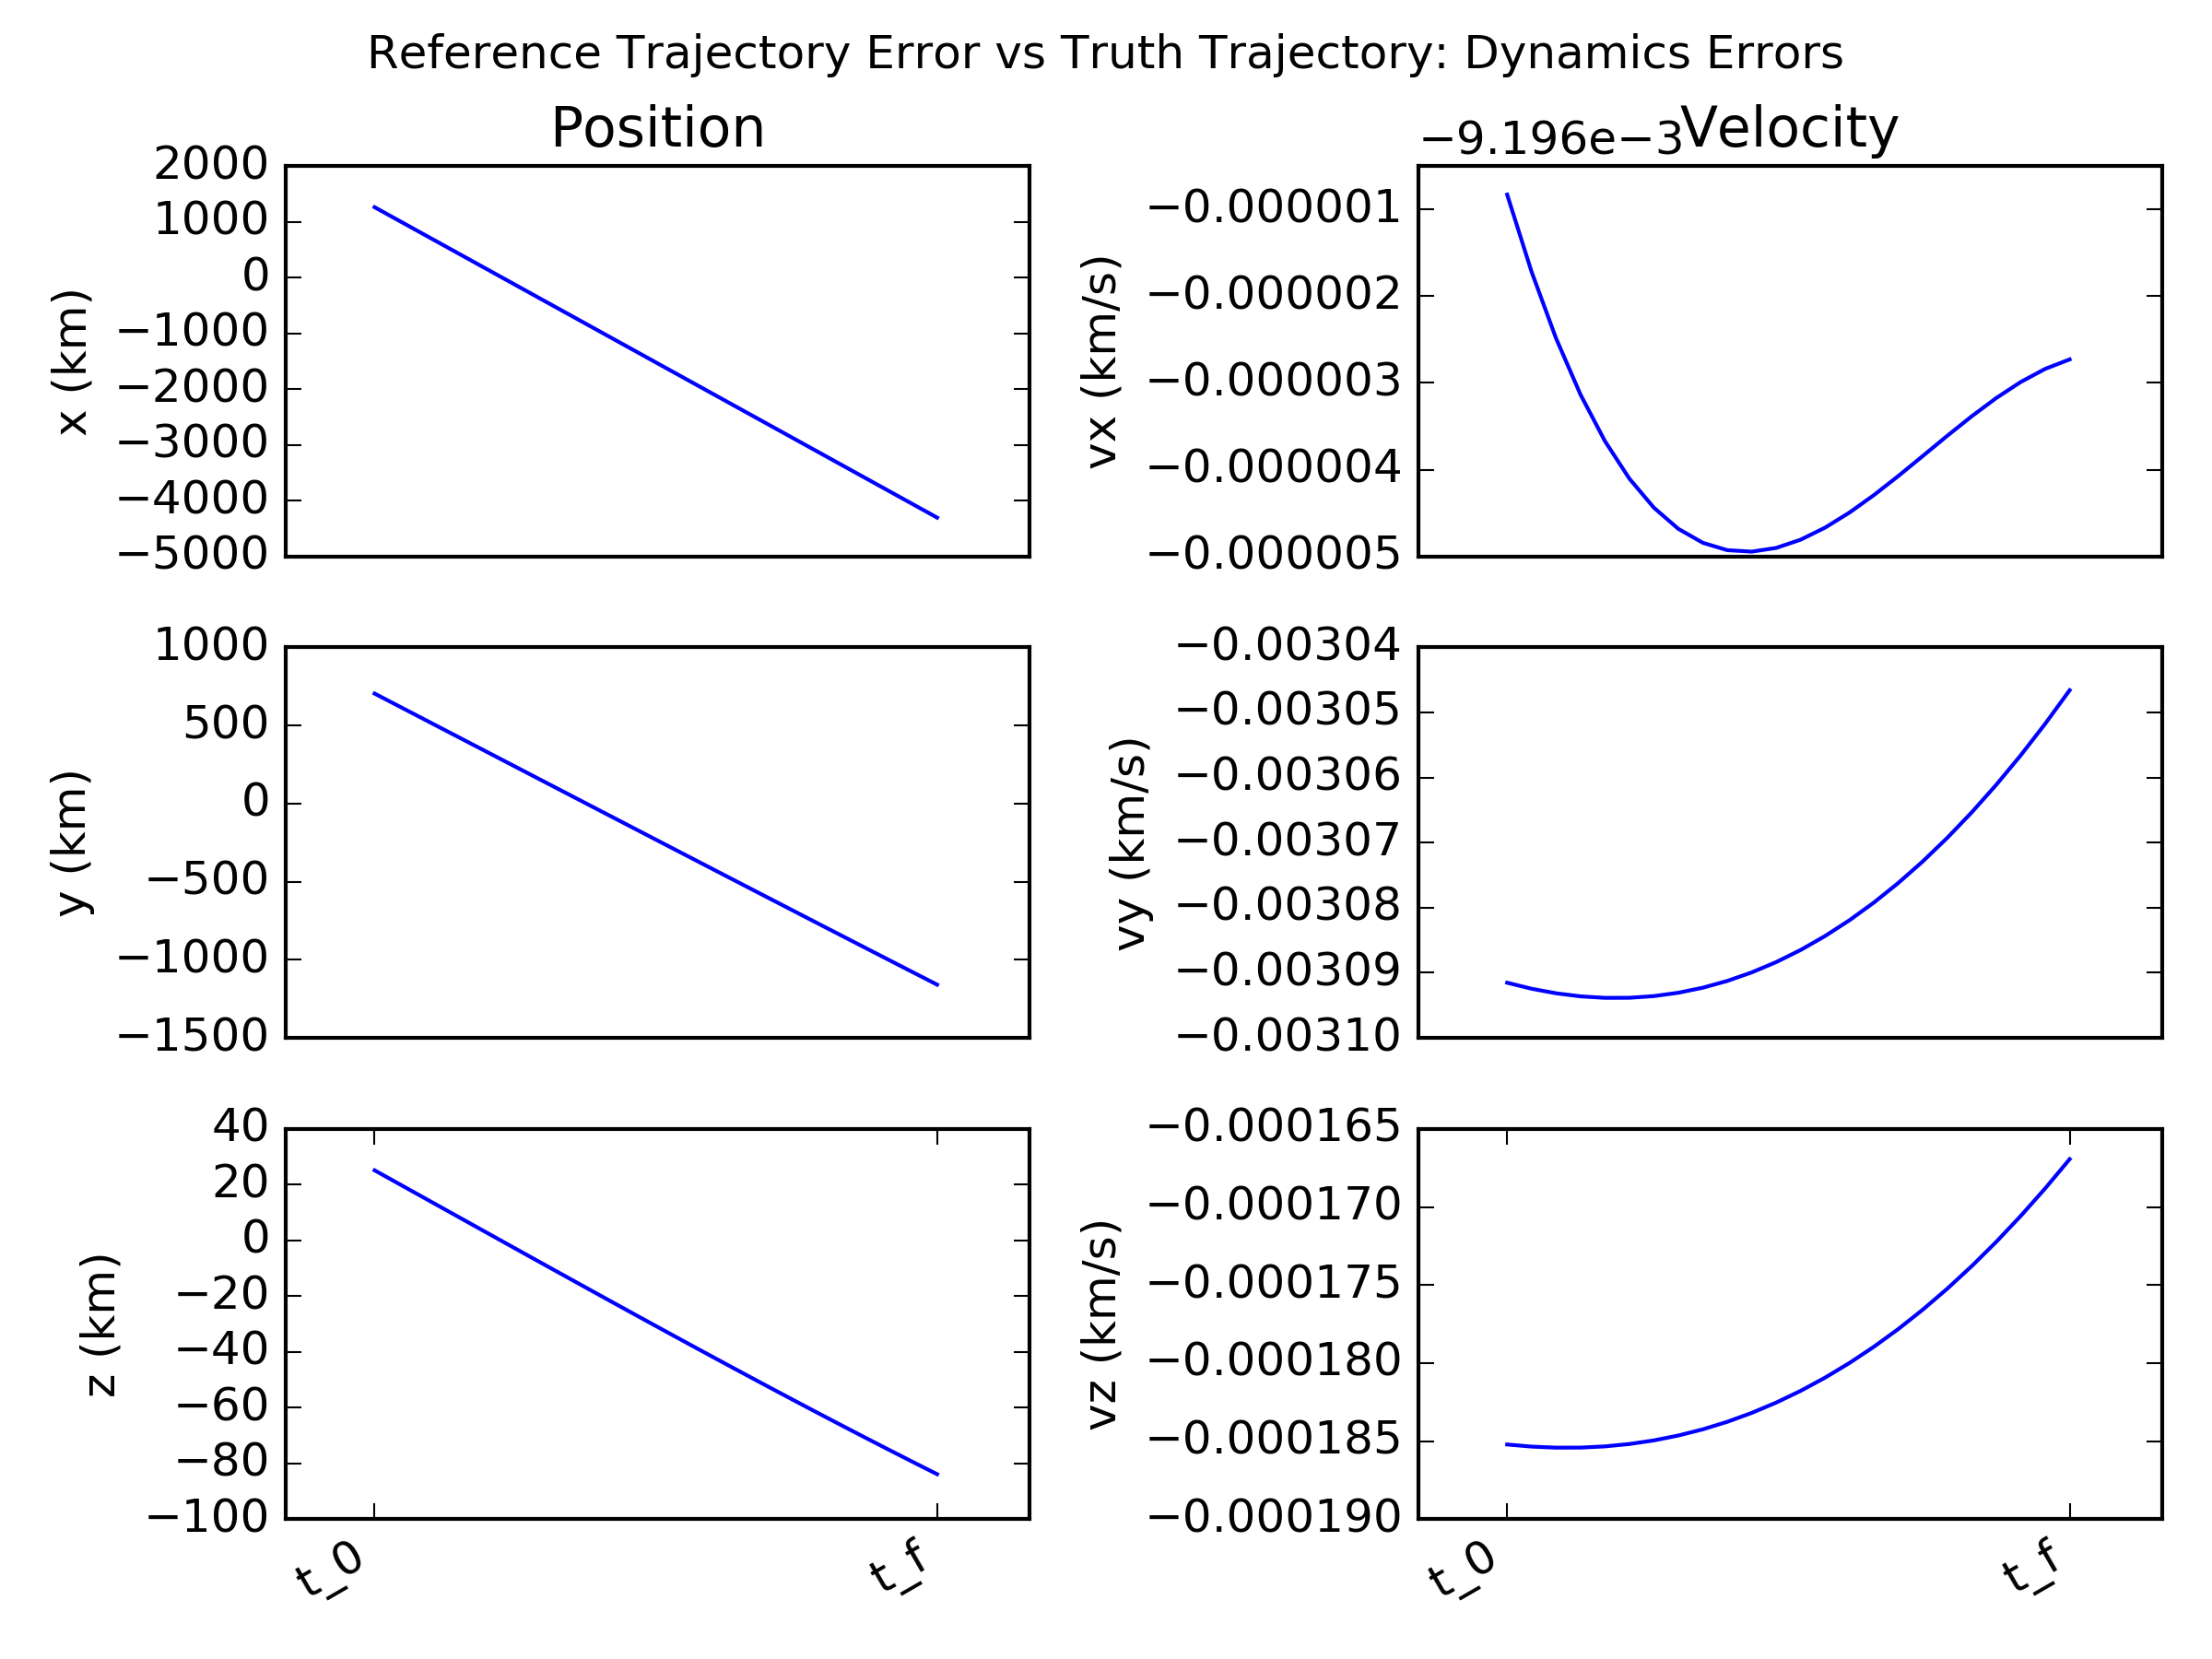 Reference Trajectory Error vs Truth Trajectory: Dynamics Errors
Position
2000
1000
0
−1000
−2000
−3000
−4000
−5000
x (km)
Velocity
−9.196e−3
−0.000001
−0.000002
−0.000003
−0.000004
−0.000005
vx (km/s)
1000
500
0
−500
−1000
−1500
y (km)
−0.00304
−0.00305
−0.00306
−0.00307
−0.00308
−0.00309
−0.00310
vy (km/s)
40
20
0
−20
−40
−60
−80
−100
z (km)
t_0
t_f
−0.000165
−0.000170
−0.000175
−0.000180
−0.000185
−0.000190
vz (km/s)
t_0
t_f